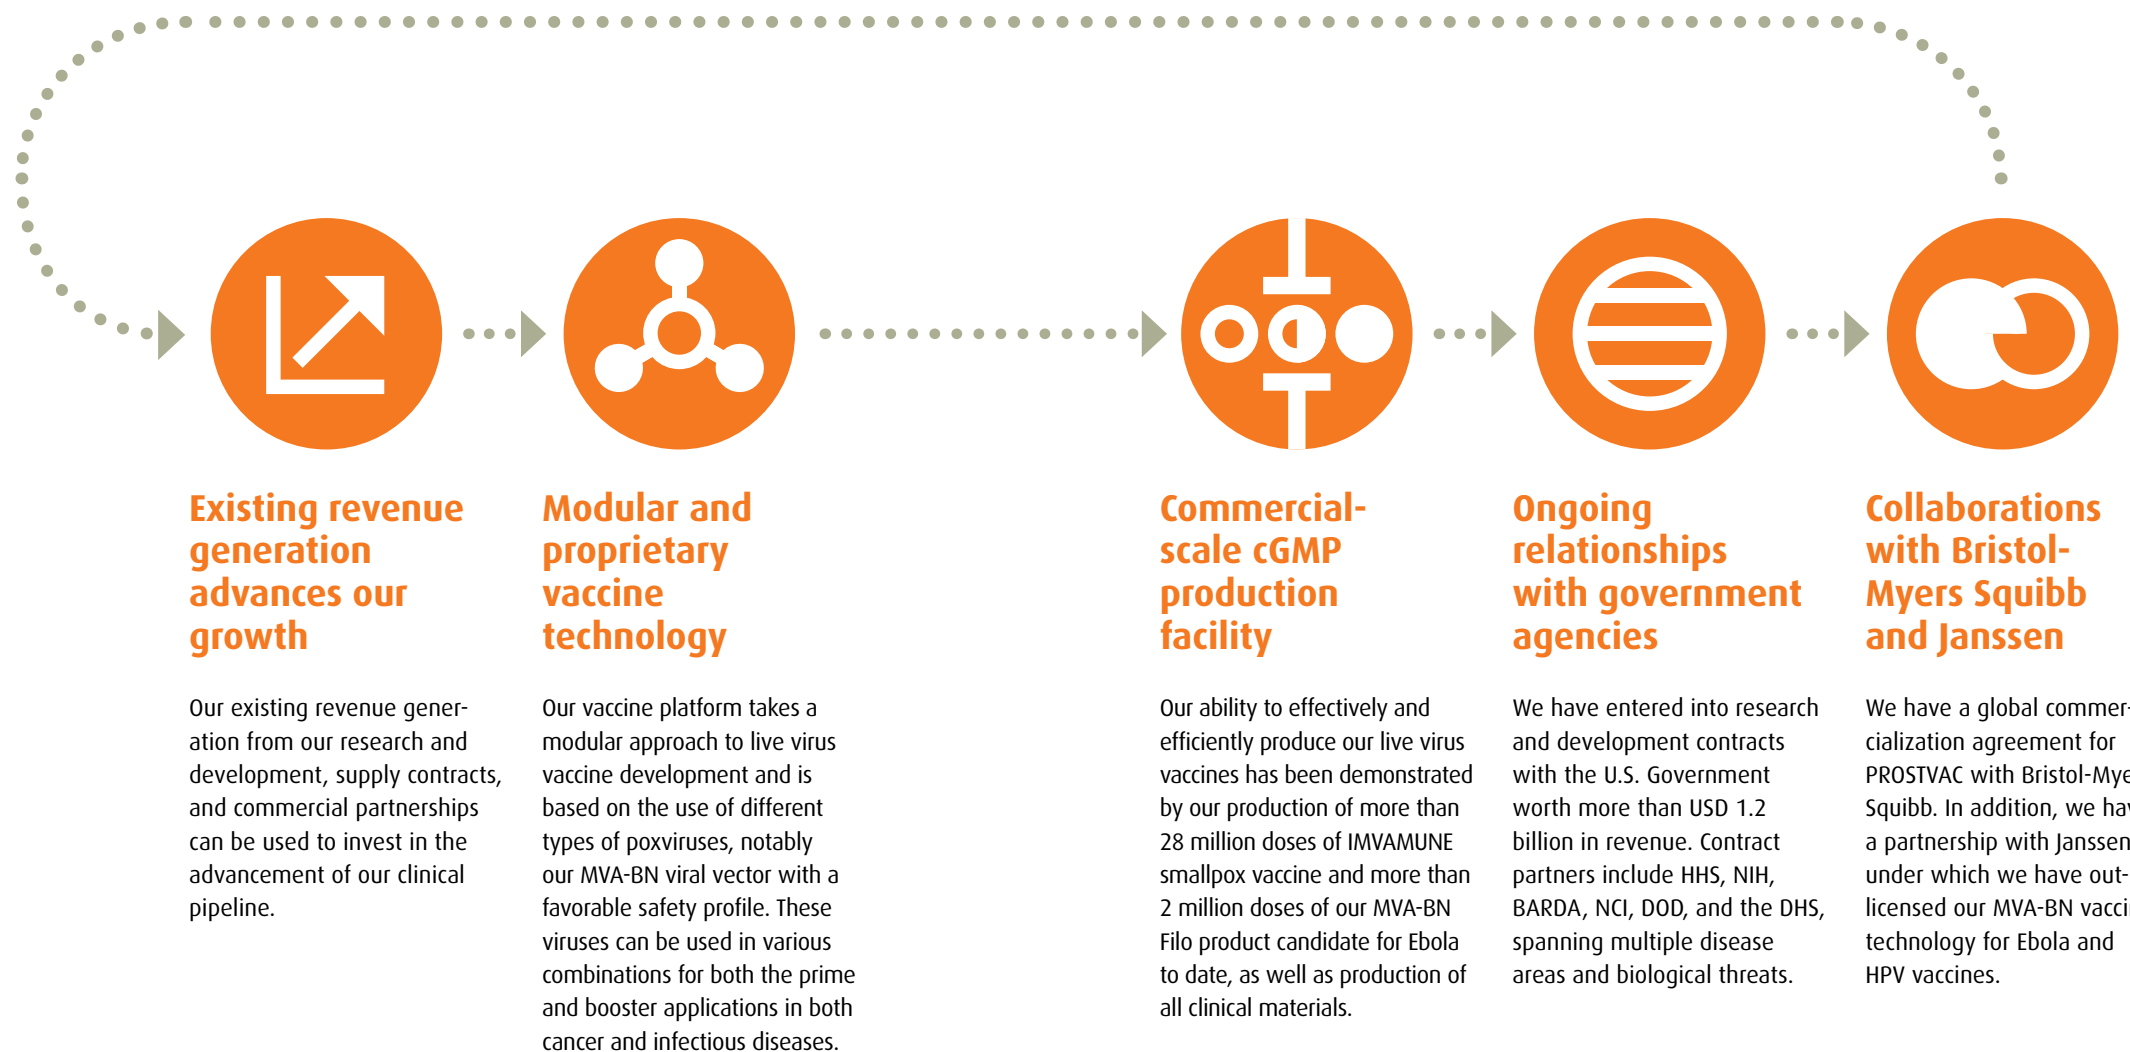 Existing revenue
generation
advances our
growth
Our existing revenue gener-
ation from our research and
development, supply contracts,
and commercial partnerships
can be used to invest in the
advancement of our clinical
pipeline.
Modular and
proprietary
vaccine
technology
Our vaccine platform takes a
modular approach to live virus
vaccine development and is
based on the use of different
types of poxviruses, notably
our MVA-BN viral vector with a
favorable safety profile. These
viruses can be used in various
combinations for both the prime
and booster applications in both
cancer and infectious diseases.
Commercial-
scale cGMP
production
facility
Our ability to effectively and
efficiently produce our live virus
vaccines has been demonstrated
by our production of more than
28 million doses of IMVAMUNE
smallpox vaccine and more than
2 million doses of our MVA-BN
Filo product candidate for Ebola
to date, as well as production of
all clinical materials.
Ongoing
relationships
with government
agencies
We have entered into research
and development contracts
with the U.S. Government
worth more than USD 1.2
billion in revenue. Contract
partners include HHS, NIH,
BARDA, NCI, DOD, and the DHS,
spanning multiple disease
areas and biological threats.
Collaborations
with Bristol-
Myers Squibb
and Janssen
We have a global commer-
cialization agreement for
PROSTVAC with
Squibb. In addition, we
a partnership with Janssen
under which we have out-
licensed our MVA-BN
technology for Ebola and
HPV vaccines.